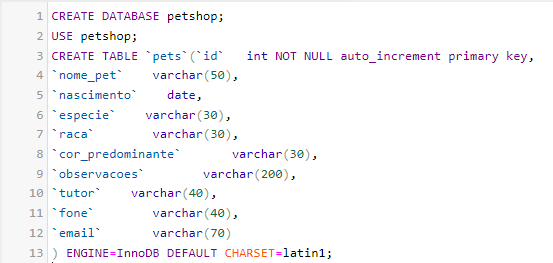 1 CREATE DATABASE petshop;
2 USE petshop;
3 CREATE TABLE `pets`(`id`   int NOT NULL auto_increment primary key,
4 `nome_pet`    varchar(50),
5 `nascimento`    date,
6 `especie`    varchar(30),
7 `raca`        varchar(30),
8 `cor_predominante`       varchar(30),
9 `observacoes`        varchar(200),
10 `tutor`    varchar(40),
11 `fone`        varchar(40),
12 `email`       varchar(70)
13 ) ENGINE=InnoDB DEFAULT CHARSET=latin1;